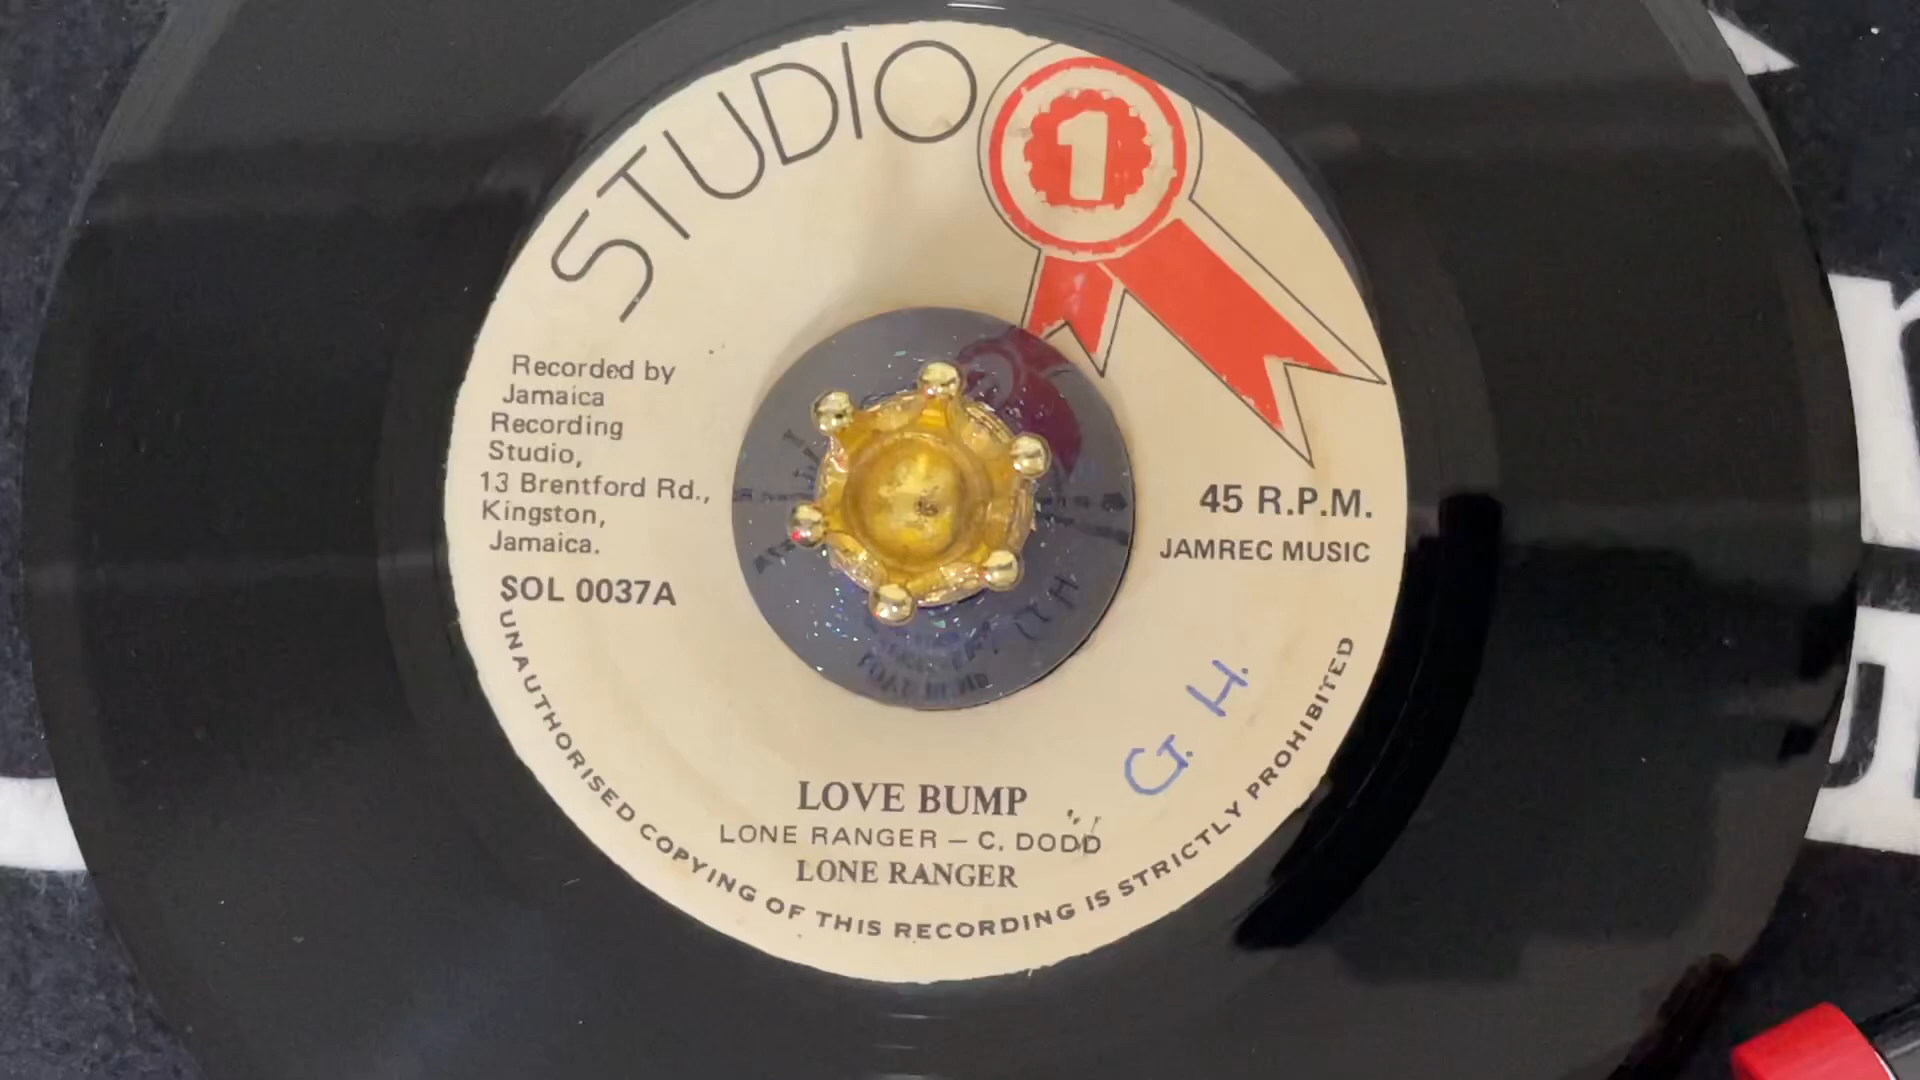 STUDIO 1
Recorded by
Jamaica
Recording
Studio,
13 Brentford Rd.,
Kingston,
Jamaica.
SOL 0037A
45 R.P.M.
JAMREC MUSIC
G. H.
LOVE BUMP
LONE RANGER – C. DODD
LONE RANGER
UNAUTHORISED COPYING OF THIS RECORDING IS STRICTLY PROHIBITED